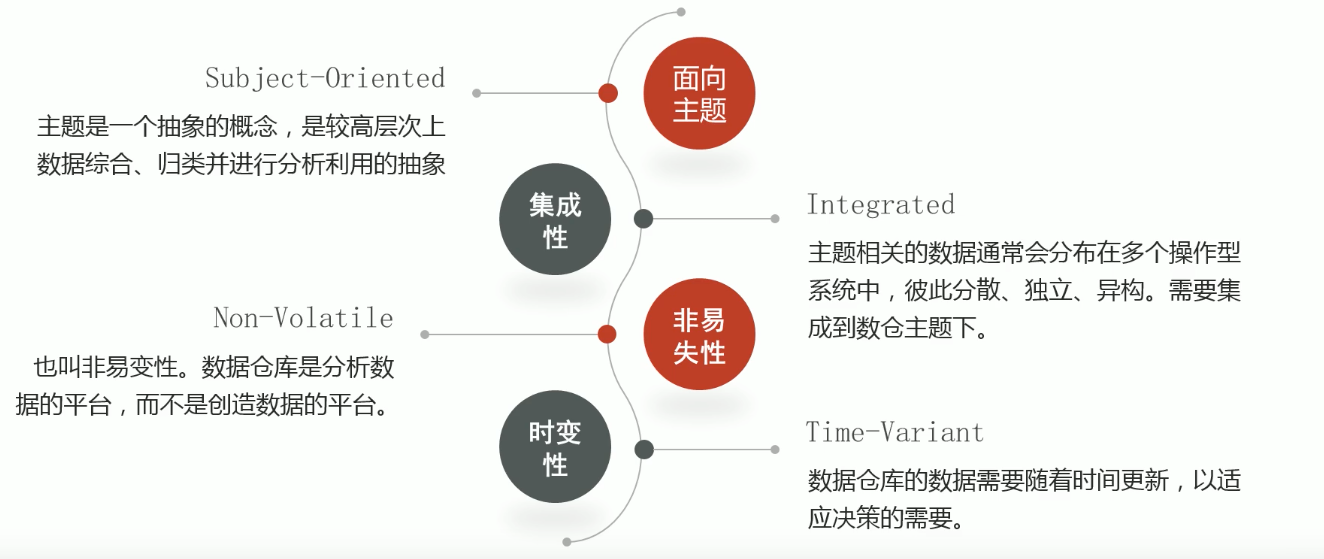 Subject-Oriented
主题是一个抽象的概念，是较高层次上
数据综合、归类并进行分析利用的抽象
面向
主题
集成
性
Integrated
主题相关的数据通常会分布在多个操作型
系统中，彼此分散、独立、异构。需要集
成到数仓主题下。
Non-Volatile
也叫非易变性。数据仓库是分析数
据的平台，而不是创造数据的平台。
非易
失性
时变
性
Time-Variant
数据仓库的数据需要随着时间更新，以适
应决策的需要。